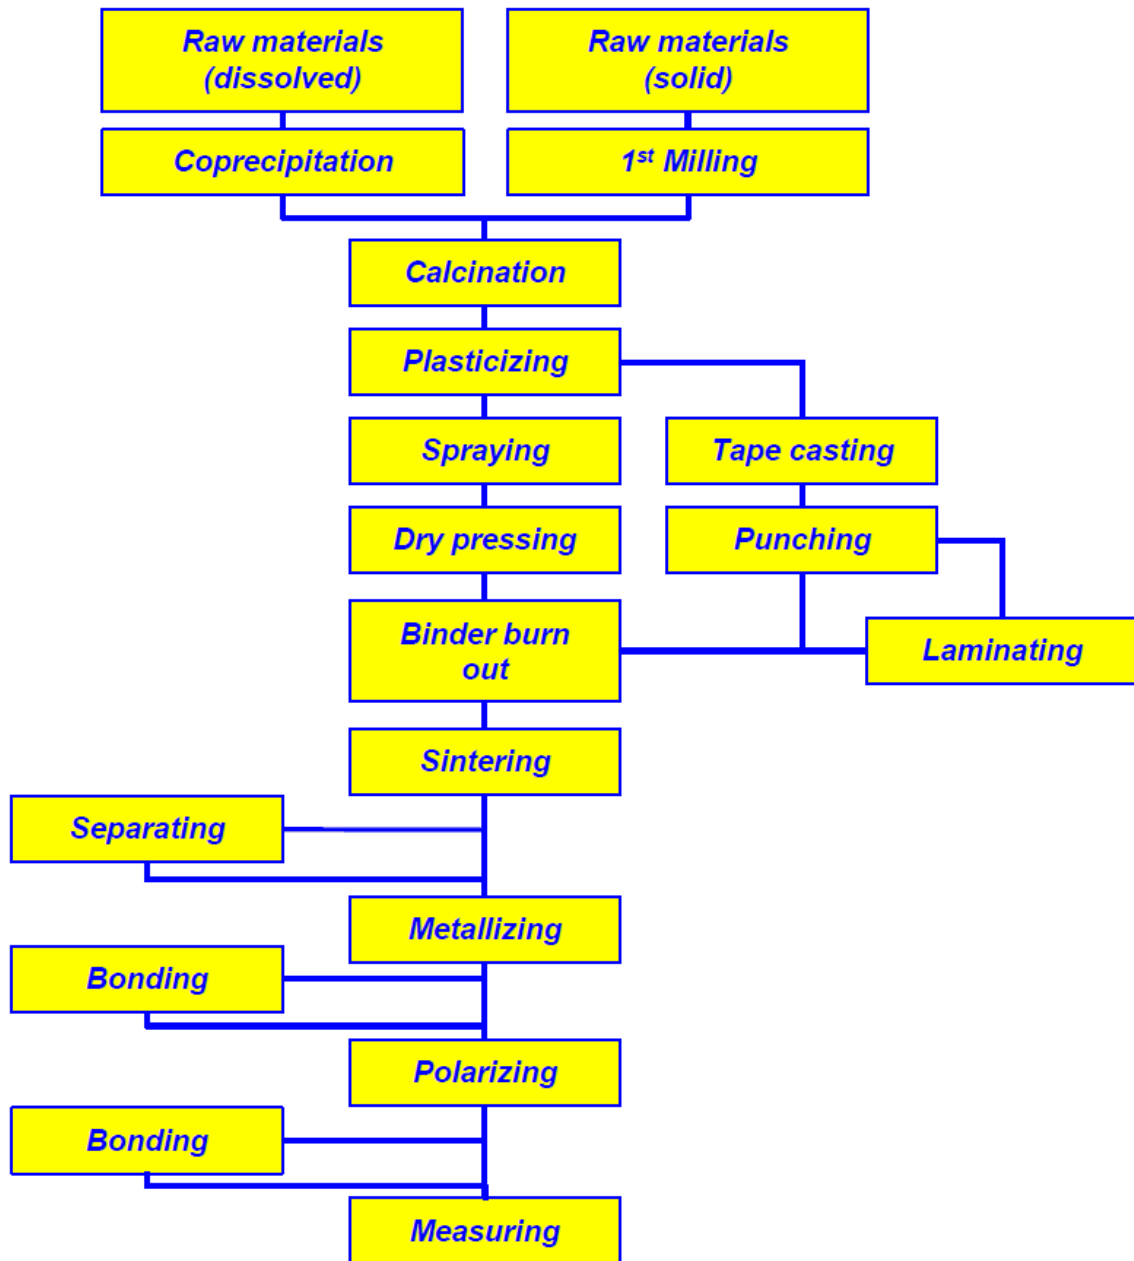 Raw materials
(dissolved)
Raw materials
(solid)
Coprecipitation
1st Milling
Calcination
Plasticizing
Spraying
Tape casting
Dry pressing
Punching
Binder burn
out
Laminating
Sintering
Separating
Metallizing
Bonding
Polarizing
Bonding
Measuring